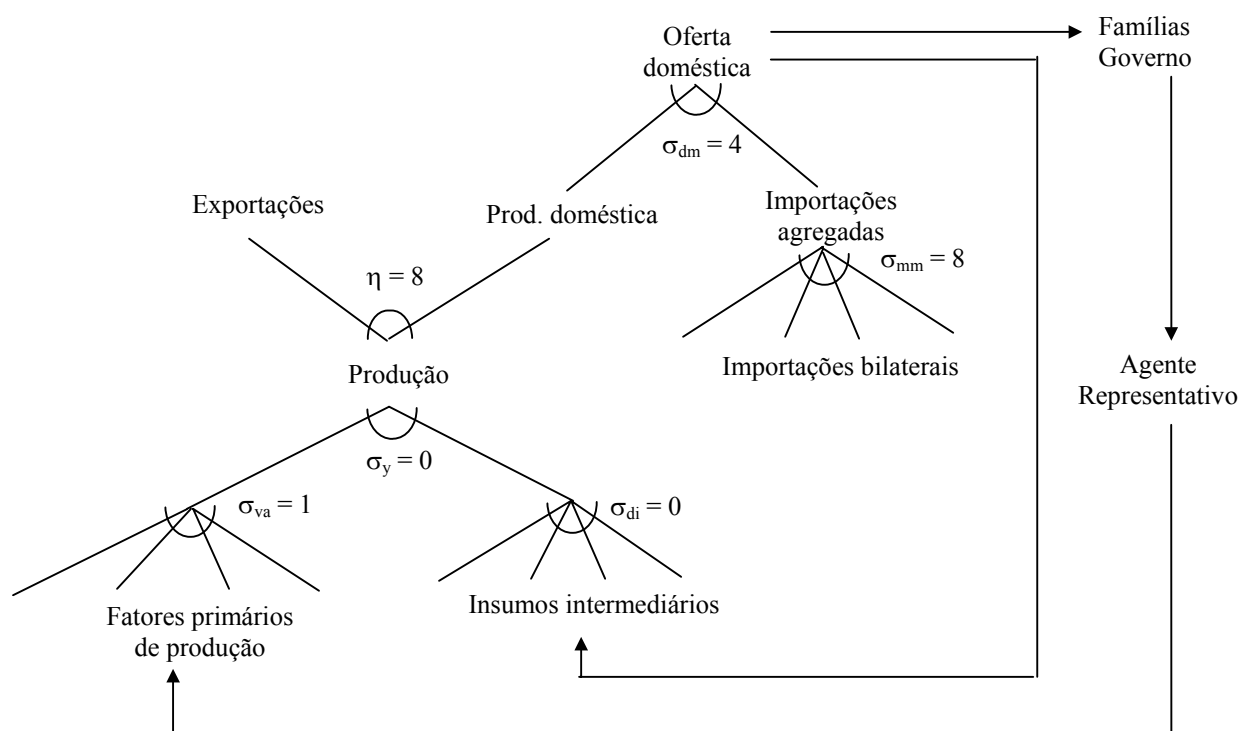 Oferta
doméstica
Famílias
Governo
σdm = 4
Exportações
Prod. doméstica
Importações
agregadas
σmm = 8
η = 8
Produção
Importações bilaterais
Agente
Representativo
σy = 0
σva = 1
σdi = 0
Fatores primários
de produção
Insumos intermediários